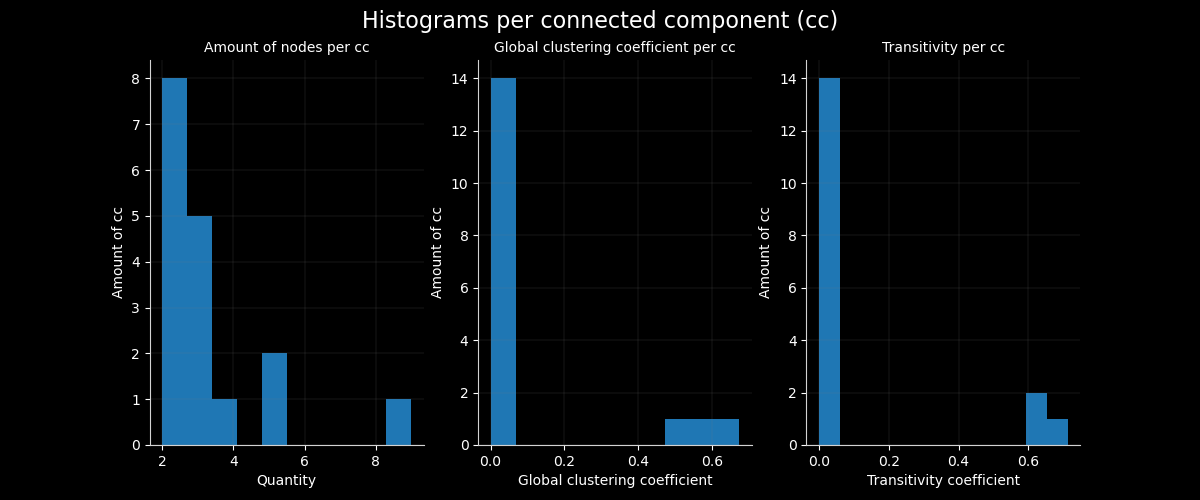 Histograms per connected component (cc)
Amount of nodes per cc
Amount of cc
8
7
6
5
4
3
2
1
0
2 4 6 8
Quantity
Global clustering coefficient per cc
Amount of cc
14
12
10
8
6
4
2
0
0.0 0.2 0.4 0.6
Global clustering coefficient
Transitivity per cc
Amount of cc
14
12
10
8
6
4
2
0
0.0 0.2 0.4 0.6
Transitivity coefficient